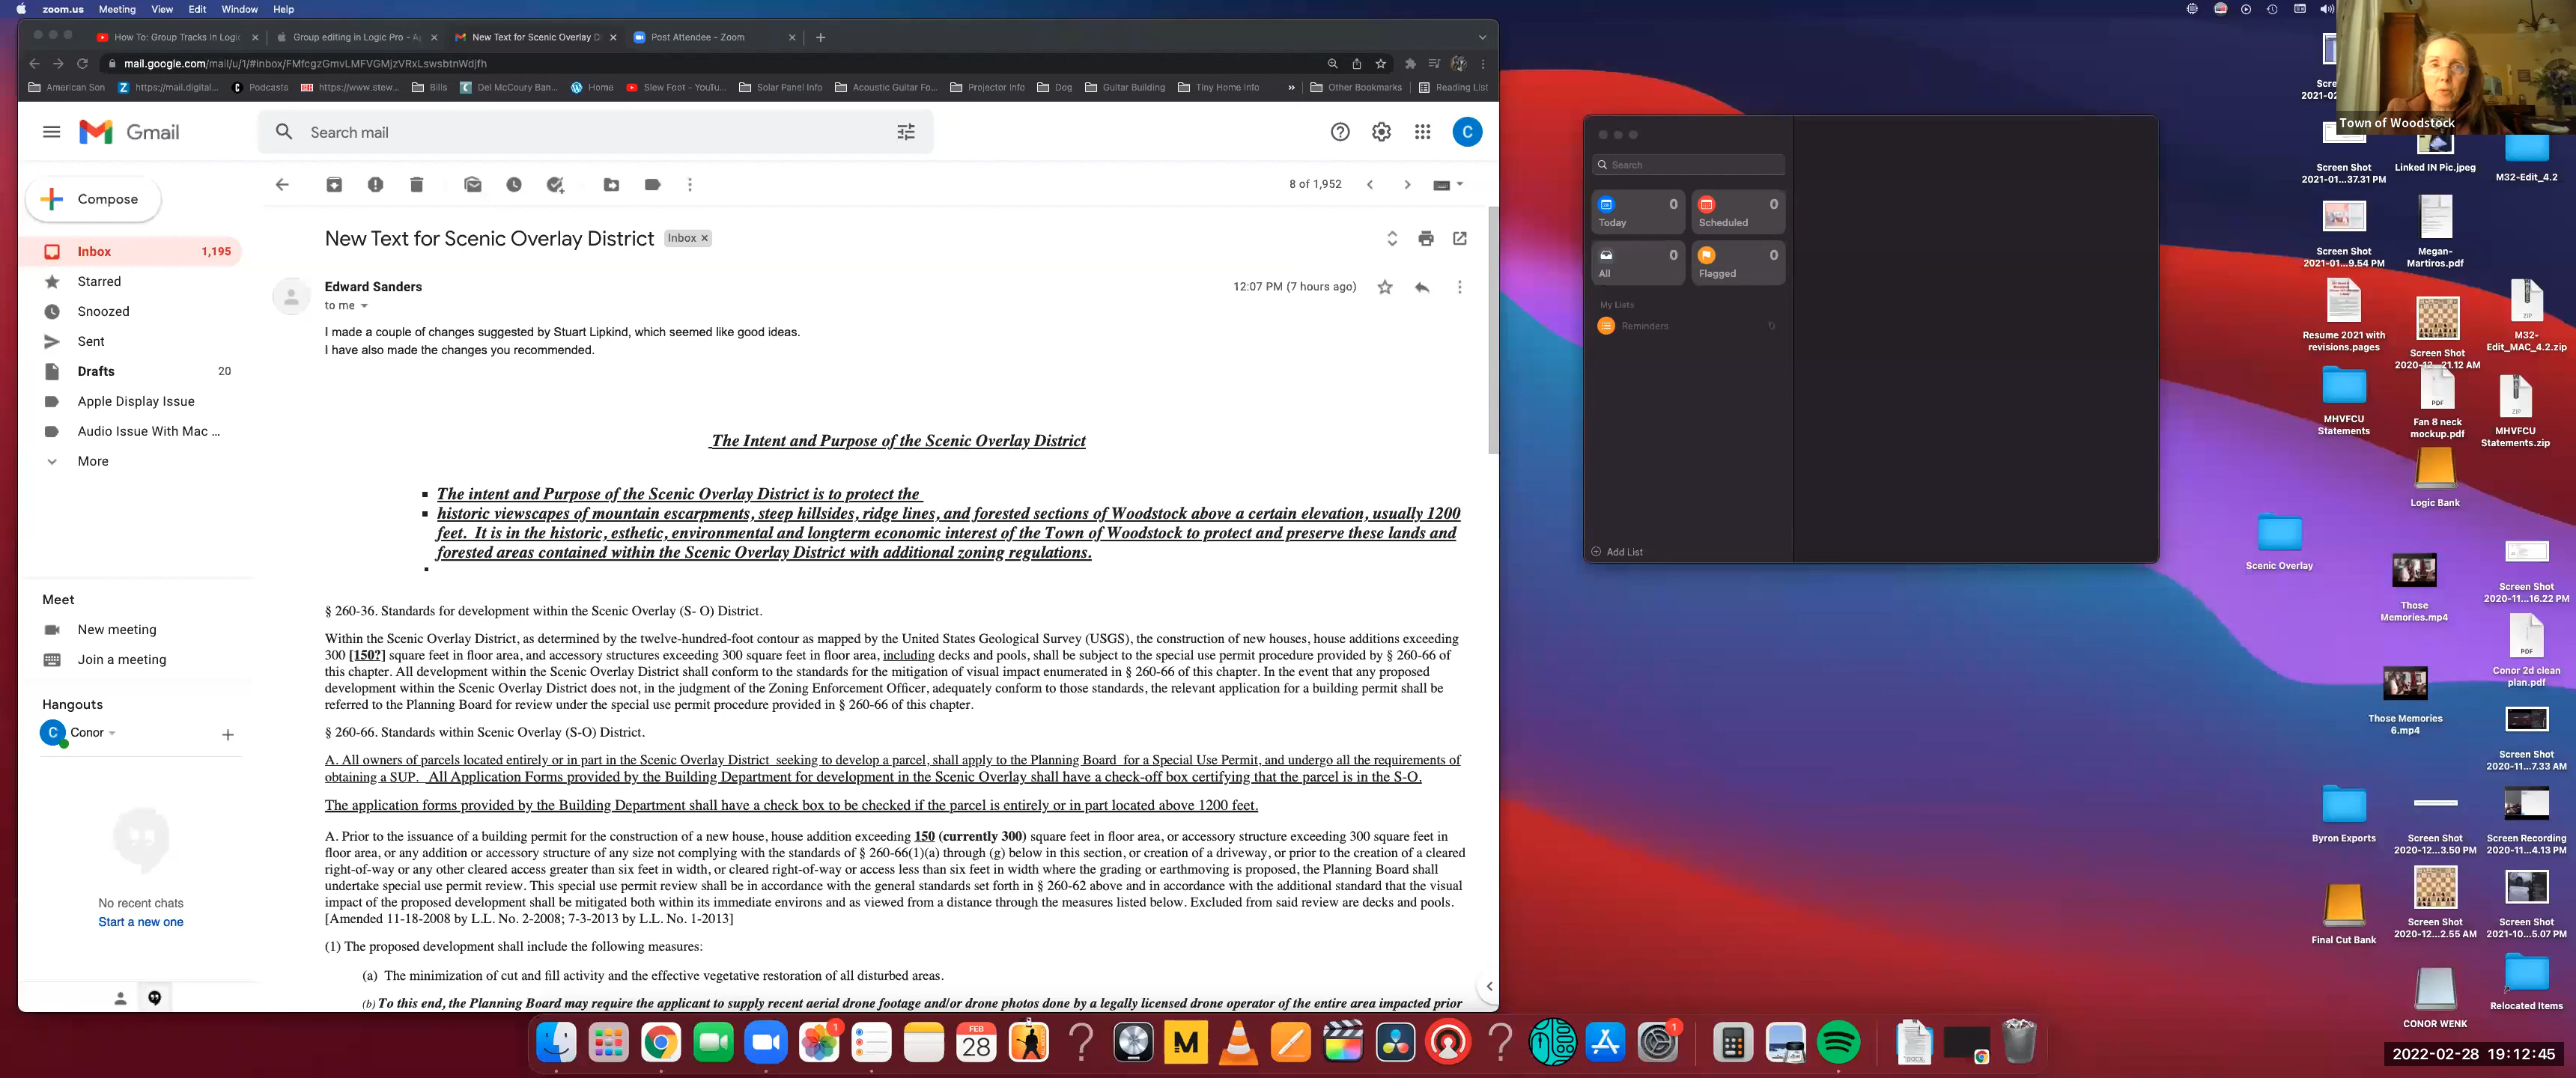 zoom.us Meeting View Edit Window Help
How To: Group Tracks in Logic
Group editing in Logic Pro - A
New Text for Scenic Overlay D
Post Attendee - Zoom
mail.google.com/mail/u/1/#inbox/FMfcgzGmvLMFVGMjzVRxLswsbtnWdjfh
American Son
https://mail.digital...
Podcasts
https://www.stew...
Bills
Del McCoury Ban...
Home
Slew Foot - YouTu...
Solar Panel Info
Acoustic Guitar Fo...
Projector Info
Dog
Guitar Building
Tiny Home Info
»
Other Bookmarks
Reading List
Gmail
Search mail
C
Compose
8 of 1,952
Inbox 1,195
Starred
Snoozed
Sent
Drafts 20
Apple Display Issue
Audio Issue With Mac ...
More
Meet
New meeting
Join a meeting
Hangouts
C Conor
No recent chats
Start a new one
New Text for Scenic Overlay District Inbox ×
Edward Sanders
12:07 PM (7 hours ago)
to me
I made a couple of changes suggested by Stuart Lipkind, which seemed like good ideas.
I have also made the changes you recommended.
The Intent and Purpose of the Scenic Overlay District
▪ The intent and Purpose of the Scenic Overlay District is to protect the
▪ historic viewscapes of mountain escarpments, steep hillsides, ridge lines, and forested sections of Woodstock above a certain elevation, usually 1200
feet. It is in the historic, esthetic, environmental and longterm economic interest of the Town of Woodstock to protect and preserve these lands and
forested areas contained within the Scenic Overlay District with additional zoning regulations.
§ 260-36. Standards for development within the Scenic Overlay (S- O) District.
Within the Scenic Overlay District, as determined by the twelve-hundred-foot contour as mapped by the United States Geological Survey (USGS), the construction of new houses, house additions exceeding
300 [150?] square feet in floor area, and accessory structures exceeding 300 square feet in floor area, including decks and pools, shall be subject to the special use permit procedure provided by § 260-66 of
this chapter. All development within the Scenic Overlay District shall conform to the standards for the mitigation of visual impact enumerated in § 260-66 of this chapter. In the event that any proposed
development within the Scenic Overlay District does not, in the judgment of the Zoning Enforcement Officer, adequately conform to those standards, the relevant application for a building permit shall be
referred to the Planning Board for review under the special use permit procedure provided in § 260-66 of this chapter.
§ 260-66. Standards within Scenic Overlay (S-O) District.
A. All owners of parcels located entirely or in part in the Scenic Overlay District seeking to develop a parcel, shall apply to the Planning Board for a Special Use Permit, and undergo all the requirements of
obtaining a SUP. All Application Forms provided by the Building Department for development in the Scenic Overlay shall have a check-off box certifying that the parcel is in the S-O.
The application forms provided by the Building Department shall have a check box to be checked if the parcel is entirely or in part located above 1200 feet.
A. Prior to the issuance of a building permit for the construction of a new house, house addition exceeding 150 (currently 300) square feet in floor area, or accessory structure exceeding 300 square feet in
floor area, or any addition or accessory structure of any size not complying with the standards of § 260-66(1)(a) through (g) below in this section, or creation of a driveway, or prior to the creation of a cleared
right-of-way or any other cleared access greater than six feet in width, or cleared right-of-way or access less than six feet in width where the grading or earthmoving is proposed, the Planning Board shall
undertake special use permit review. This special use permit review shall be in accordance with the general standards set forth in § 260-62 above and in accordance with the additional standard that the visual
impact of the proposed development shall be mitigated both within its immediate environs and as viewed from a distance through the measures listed below. Excluded from said review are decks and pools.
[Amended 11-18-2008 by L.L. No. 2-2008; 7-3-2013 by L.L. No. 1-2013]
(1) The proposed development shall include the following measures:
(a) The minimization of cut and fill activity and the effective vegetative restoration of all disturbed areas.
(b) To this end, the Planning Board may require the applicant to supply recent aerial drone footage and/or drone photos done by a legally licensed drone operator of the entire area impacted prior
Search
0
Today
0
Scheduled
0
All
0
Flagged
My Lists
Reminders 0
Add List
Town of Woodstock
Scre
2021-02
Screen Shot
2021-01...37.31 PM
Linked IN Pic.jpeg
M32-Edit_4.2
Screen Shot
2021-01...9.54 PM
Megan-
Martiros.pdf
Resume 2021 with
revisions.pages
Screen Shot
2020-12...21.12 AM
ZIP
M32-
Edit_MAC_4.2.zip
MHVFCU
Statements
PDF
Fan 8 neck
mockup.pdf
ZIP
MHVFCU
Statements.zip
Logic Bank
Scenic Overlay
Those
Memories.mp4
Screen Shot
2020-11...16.22 PM
PDF
Conor 2d clean
plan.pdf
Those Memories
6.mp4
Screen Shot
2020-11...7.33 AM
Byron Exports
Screen Shot
2020-12...3.50 PM
Screen Recording
2020-11...4.13 PM
Final Cut Bank
Screen Shot
2020-12...2.55 AM
Screen Shot
2021-10...5.07 PM
CONOR WENK
Relocated Items
1
FEB
28
?
M
?
1
2022-02-28 19:12:45